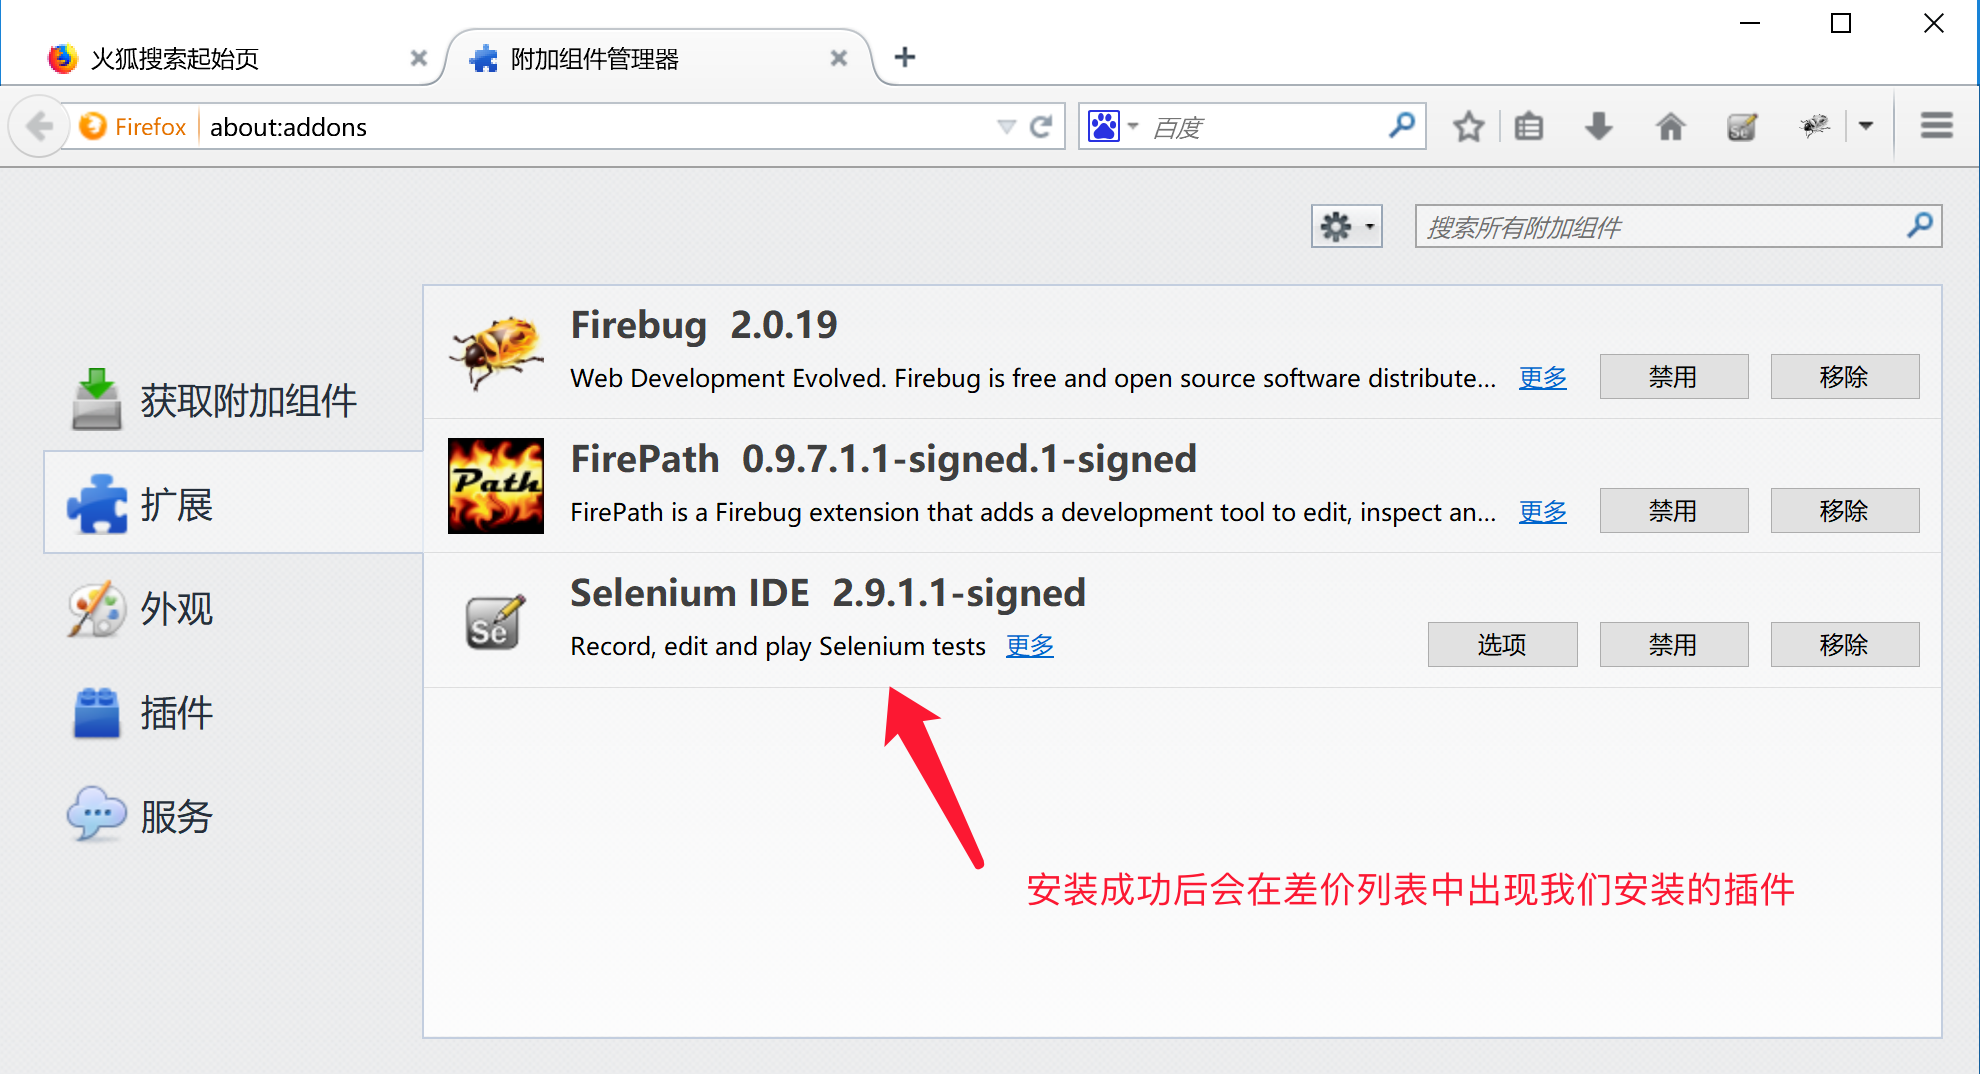 火狐搜索起始页
附加组件管理器
Firefox
about:addons
百度
Se
搜索所有附加组件
获取附加组件
扩展
外观
插件
服务
Firebug 2.0.19
Web Development Evolved. Firebug is free and open source software distribute... 更多
禁用
移除
Path
FirePath 0.9.7.1.1-signed.1-signed
FirePath is a Firebug extension that adds a development tool to edit, inspect an... 更多
禁用
移除
Se
Selenium IDE 2.9.1.1-signed
Record, edit and play Selenium tests 更多
选项
禁用
移除
安装成功后会在差价列表中出现我们安装的插件